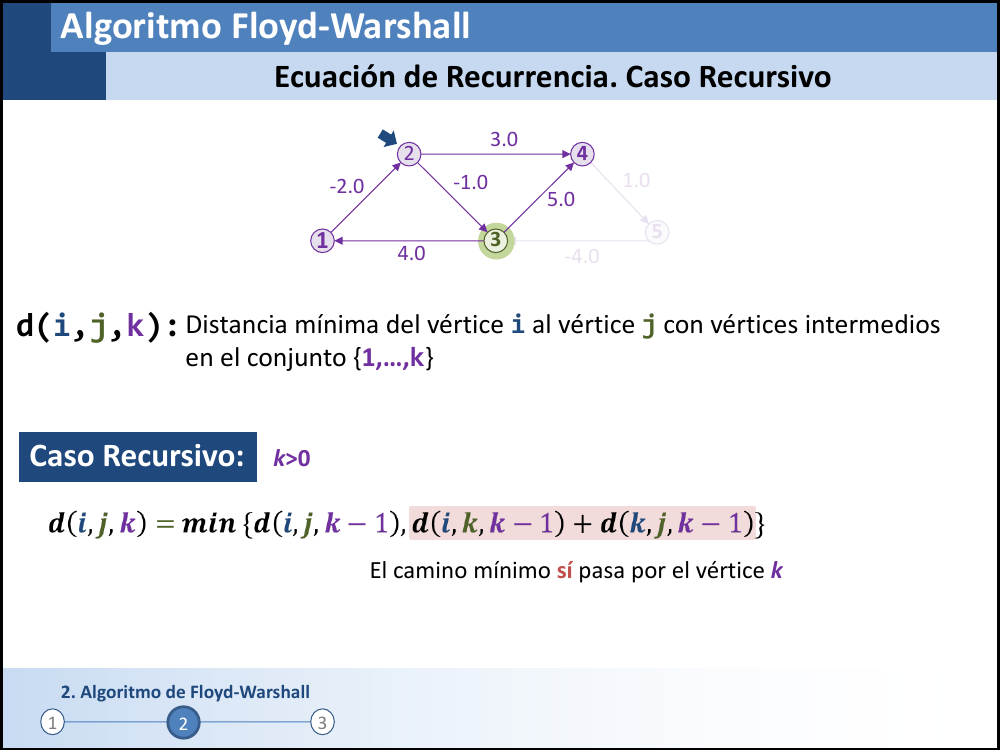 Algoritmo Floyd-Warshall
Ecuación de Recurrencia. Caso Recursivo
3.0
2
4
-2.0
-1.0
5.0
1.0
1
3
5
4.0
-4.0
d(i,j,k): Distancia mínima del vértice i al vértice j con vértices intermedios
en el conjunto {1,…,k}
Caso Recursivo: k>0
d(i,j,k) = min {d(i,j,k − 1), d(i,k,k − 1) + d(k,j,k − 1)}
El camino mínimo sí pasa por el vértice k
2. Algoritmo de Floyd-Warshall
1
2
3